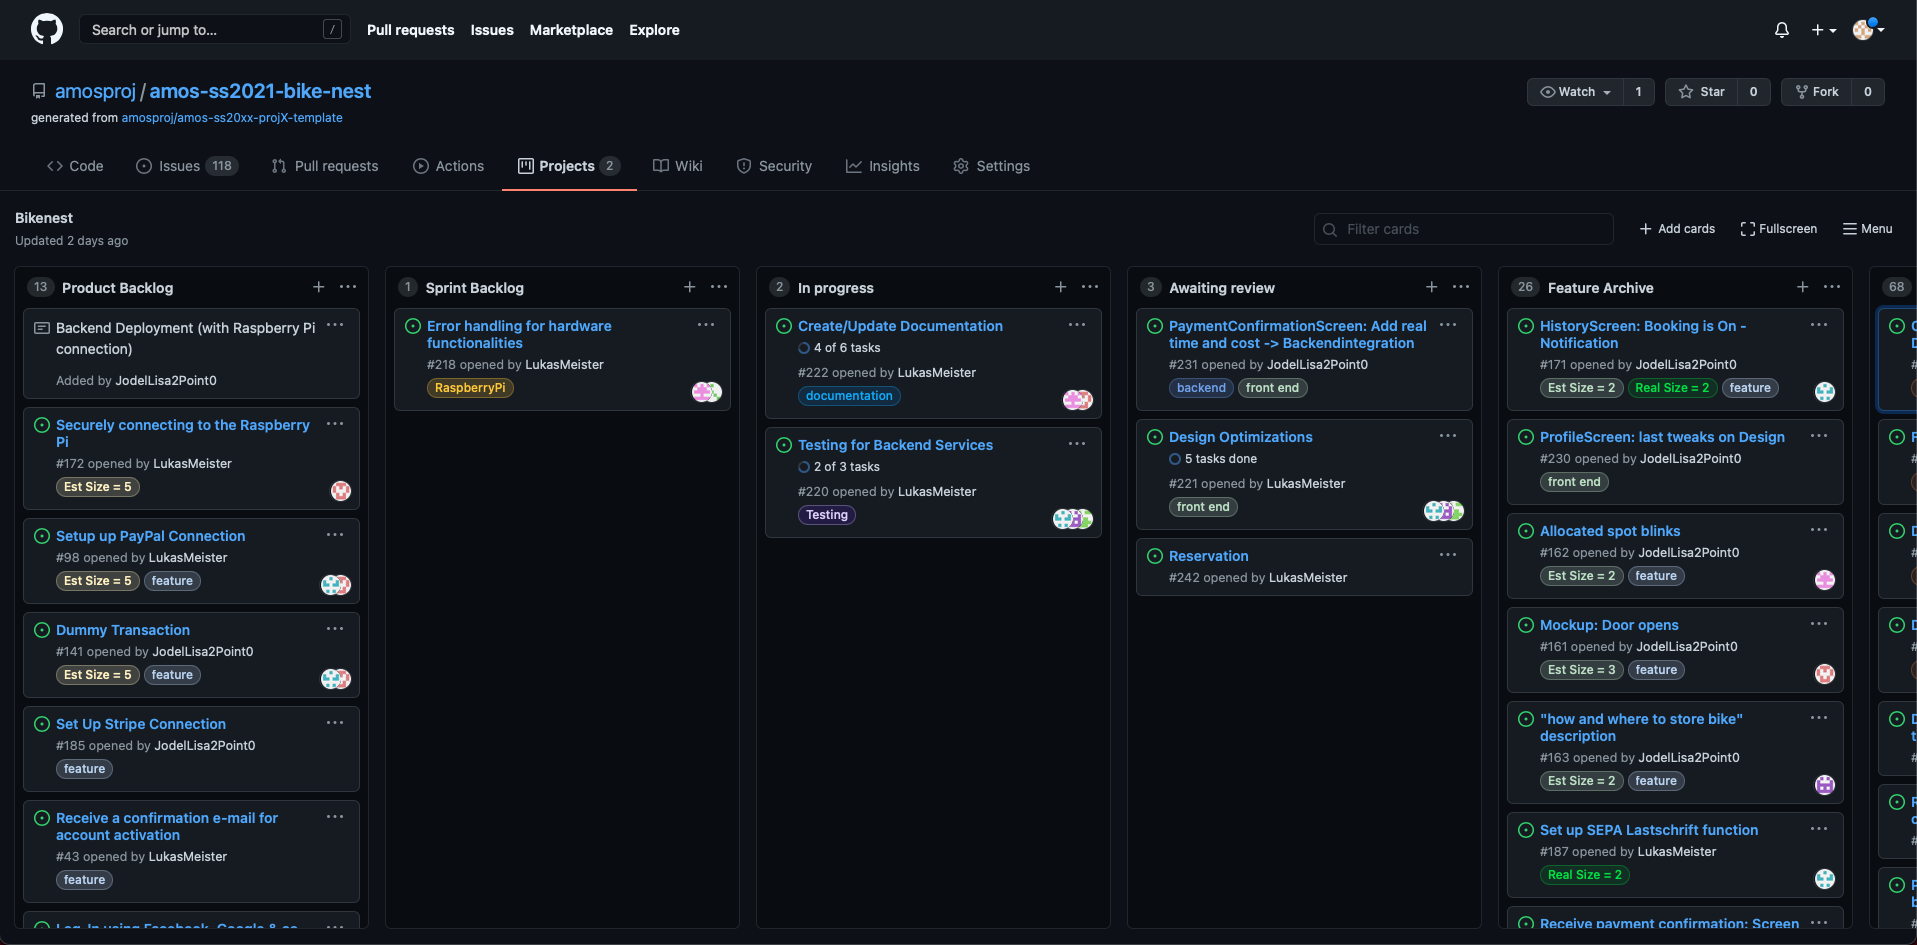 Search or jump to...
/
Pull requests
Issues
Marketplace
Explore
amosproj / amos-ss2021-bike-nest
generated from amosproj/amos-ss20xx-projX-template
Watch 1
Star 0
Fork 0
Code
Issues 118
Pull requests
Actions
Projects 2
Wiki
Security
Insights
Settings
Bikenest
Updated 2 days ago
Filter cards
Add cards
Fullscreen
Menu
13 Product Backlog
Backend Deployment (with Raspberry Pi
connection)
Added by JodelLisa2Point0
Securely connecting to the Raspberry
Pi
#172 opened by LukasMeister
Est Size = 5
Setup up PayPal Connection
#98 opened by LukasMeister
Est Size = 5 feature
Dummy Transaction
#141 opened by JodelLisa2Point0
Est Size = 5 feature
Set Up Stripe Connection
#185 opened by JodelLisa2Point0
feature
Receive a confirmation e-mail for
account activation
#43 opened by LukasMeister
feature
Log-In using Facebook, Google & co
1 Sprint Backlog
Error handling for hardware
functionalities
#218 opened by LukasMeister
RaspberryPi
2 In progress
Create/Update Documentation
4 of 6 tasks
#222 opened by LukasMeister
documentation
Testing for Backend Services
2 of 3 tasks
#220 opened by LukasMeister
Testing
3 Awaiting review
PaymentConfirmationScreen: Add real
time and cost -> Backendintegration
#231 opened by JodelLisa2Point0
backend front end
Design Optimizations
5 tasks done
#221 opened by LukasMeister
front end
Reservation
#242 opened by LukasMeister
26 Feature Archive
HistoryScreen: Booking is On -
Notification
#171 opened by JodelLisa2Point0
Est Size = 2 Real Size = 2 feature
ProfileScreen: last tweaks on Design
#230 opened by JodelLisa2Point0
front end
Allocated spot blinks
#162 opened by JodelLisa2Point0
Est Size = 2 feature
Mockup: Door opens
#161 opened by JodelLisa2Point0
Est Size = 3 feature
"how and where to store bike"
description
#163 opened by JodelLisa2Point0
Est Size = 2 feature
Set up SEPA Lastschrift function
#187 opened by LukasMeister
Real Size = 2
Receive payment confirmation: Screen
68